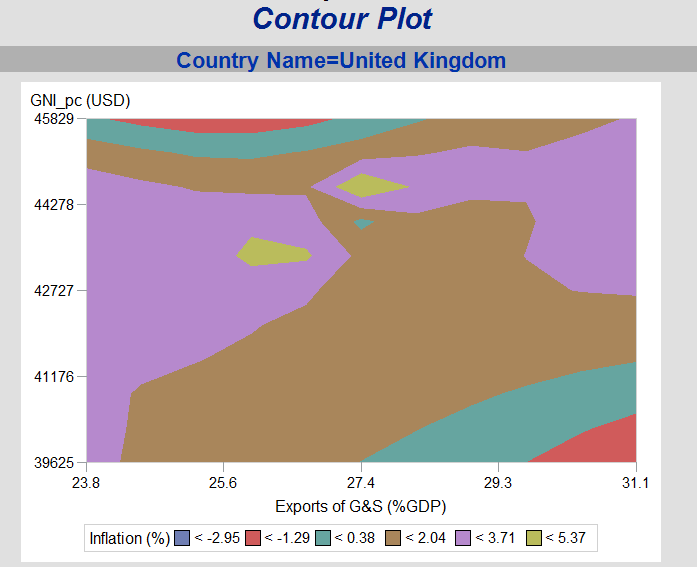 Contour Plot
Country Name=United Kingdom
GNI_pc (USD)
45829
44278
42727
41176
39625
23.8 25.6 27.4 29.3 31.1
Exports of G&S (%GDP)
Inflation (%) < -2.95 < -1.29 < 0.38 < 2.04 < 3.71 < 5.37